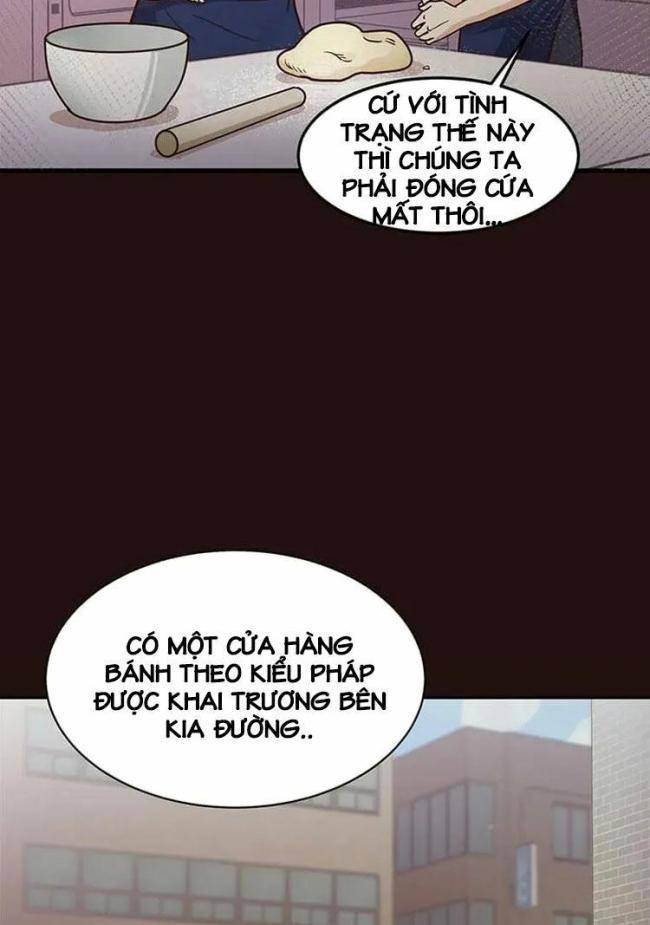 CỨ VỚI TÌNH
TRẠNG THẾ NÀY
THÌ CHÚNG TA
PHẢI ĐÓNG CỨA
MẤT THÔI...
CÓ MỘT CỬA HÀNG
BÁNH THEO KIỂU PHÁP
ĐƯỢC KHAI TRƯƠNG BÊN
KIA ĐƯỜNG..